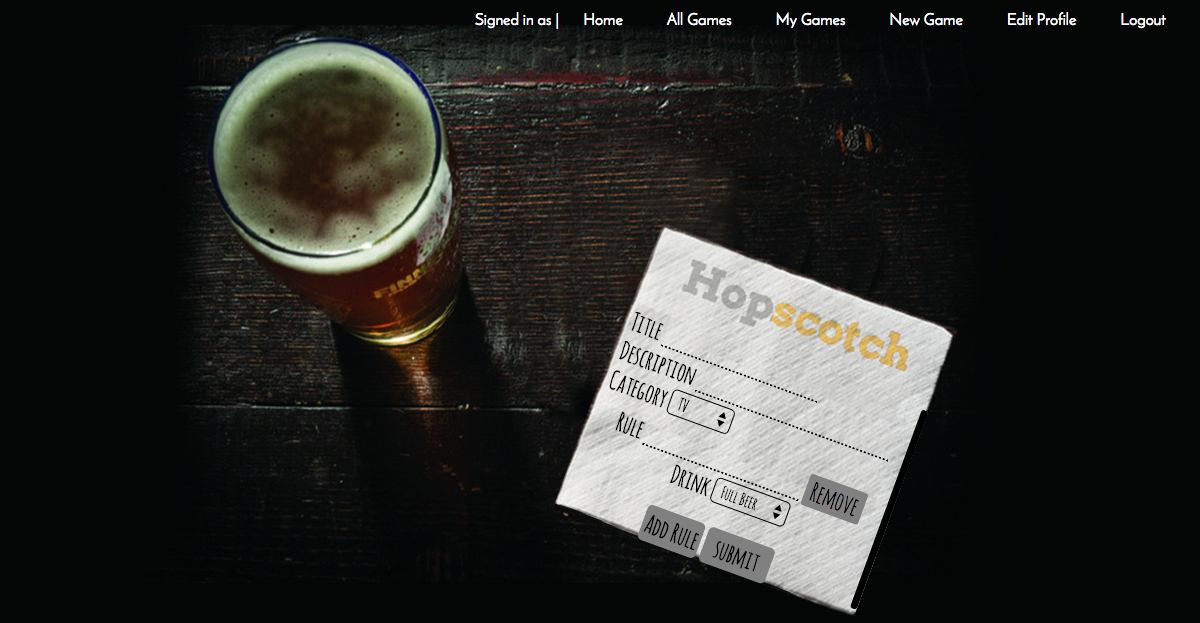 Signed in as | Home All Games My Games New Game Edit Profile Logout
Hopscotch
Title
Description
Category TV
Rule
Drink Full Beer Remove
Add Rule Submit